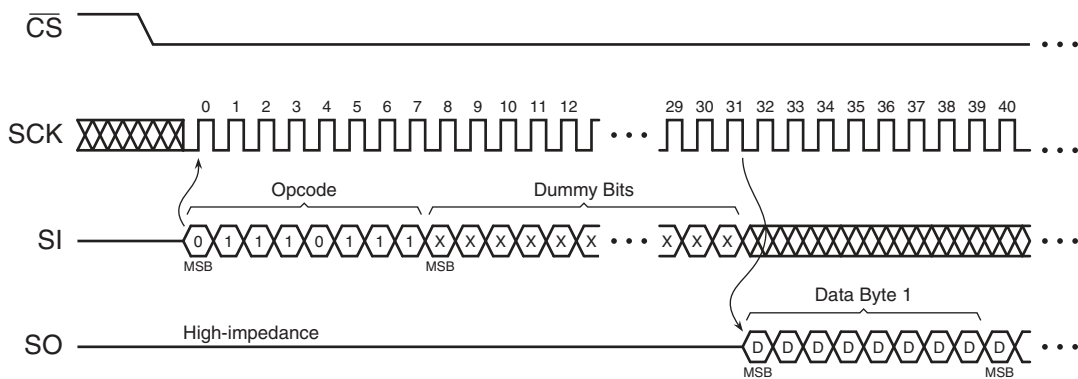 CS
SCK
0 1 2 3 4 5 6 7 8 9 10 11 12 • • • 29 30 31 32 33 34 35 36 37 38 39 40
Opcode Dummy Bits
SI
0 1 1 1 0 1 1 1 X X X X X X • • • X X X
MSB MSB
Data Byte 1
SO
High-impedance
D D D D D D D D D
MSB MSB